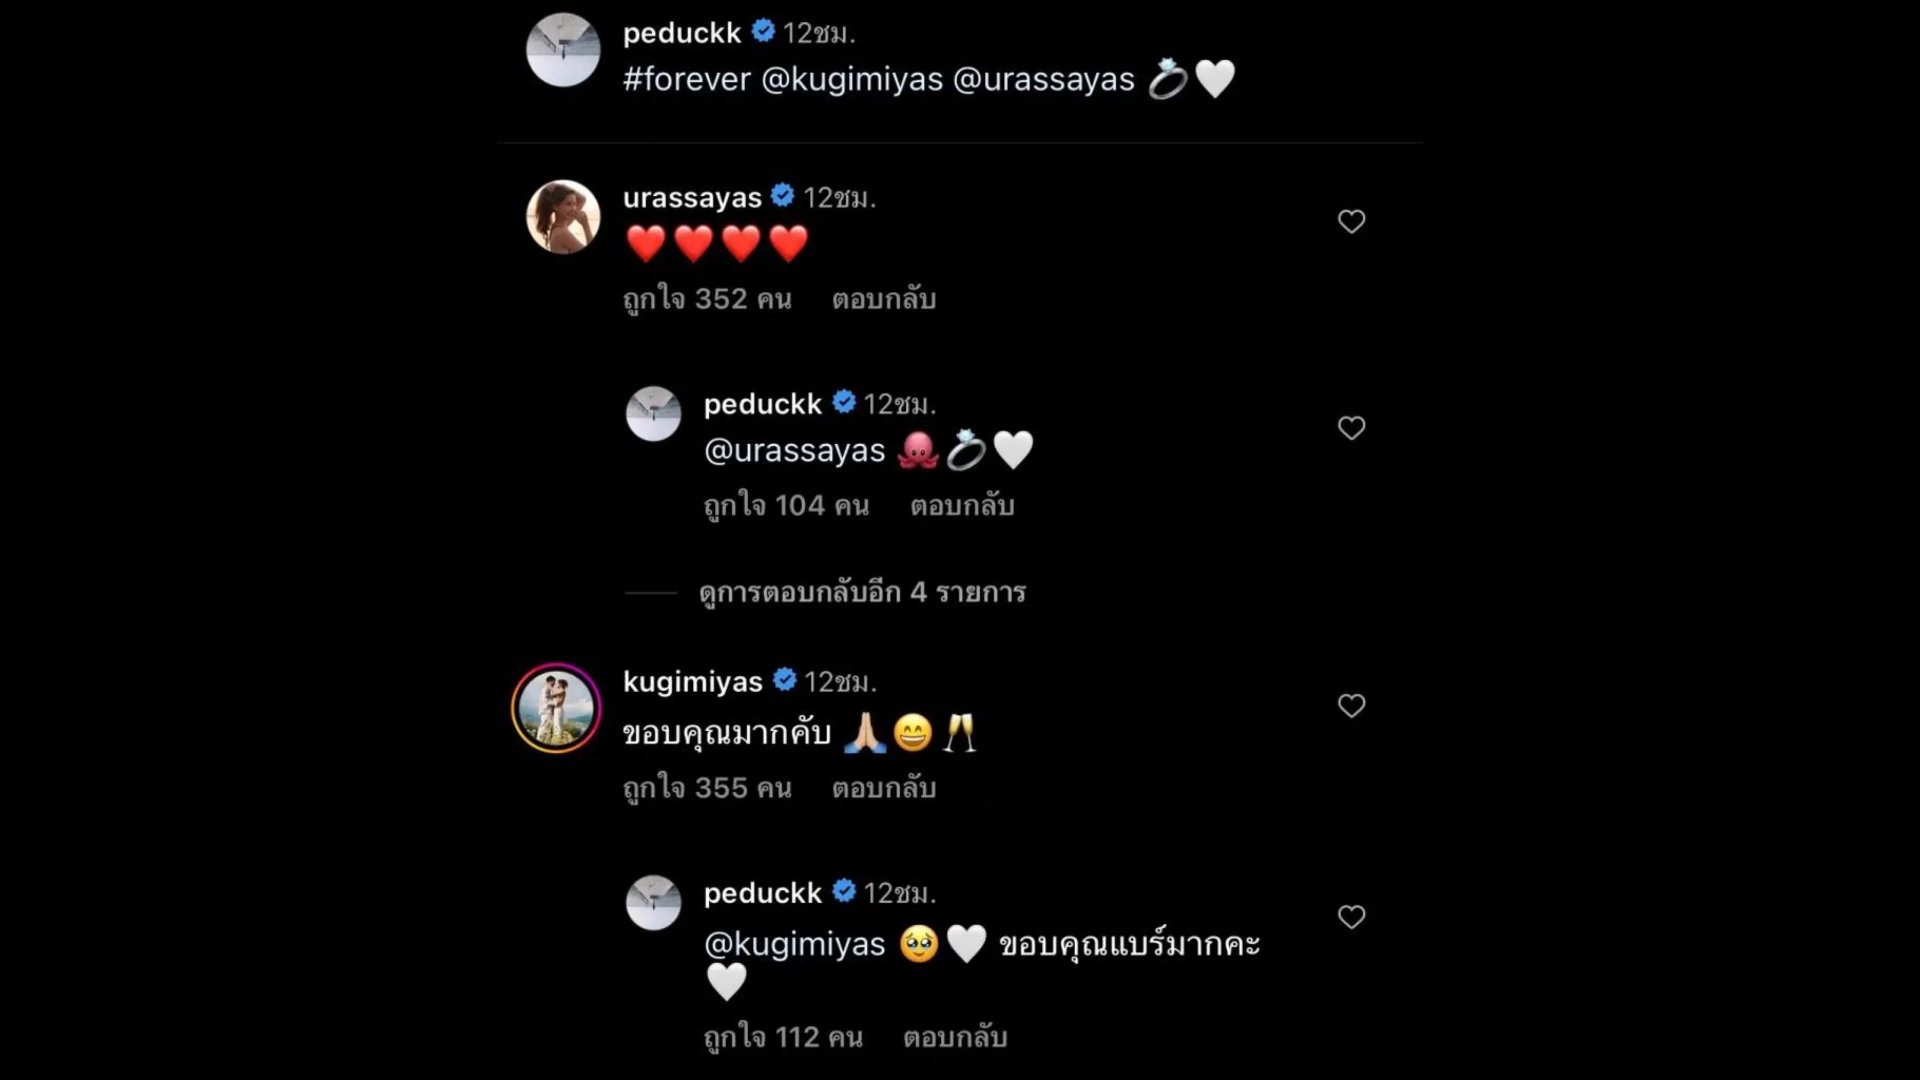 peduckk 12ชม.
#forever @kugimiyas @urassayas 💍🤍
urassayas 12ชม.
❤️❤️❤️❤️
ถูกใจ 352 คน ตอบกลับ
peduckk 12ชม.
@urassayas 🐙💍🤍
ถูกใจ 104 คน ตอบกลับ
ดูการตอบกลับอีก 4 รายการ
kugimiyas 12ชม.
ขอบคุณมากคับ 🙏🏻😄🥂
ถูกใจ 355 คน ตอบกลับ
peduckk 12ชม.
@kugimiyas 🥹🤍 ขอบคุณแบร์มากคะ
🤍
ถูกใจ 112 คน ตอบกลับ